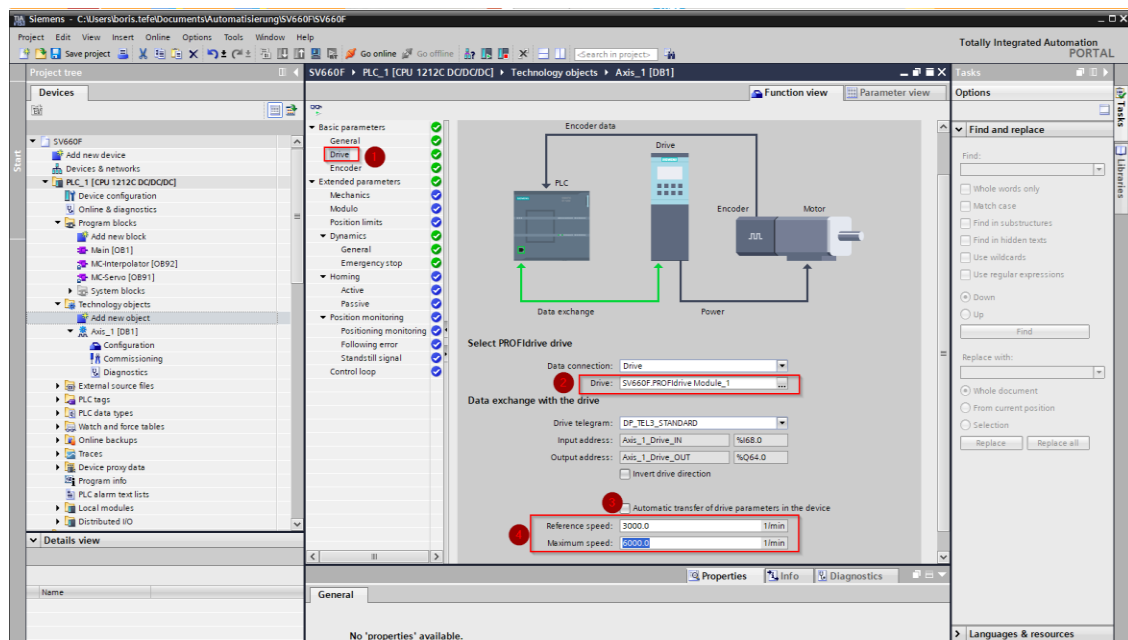 Siemens - C:\Users\boris.tefe\Documents\Automatisierung\SV660F\SV660F
Project Edit View Insert Online Options Tools Window Help
Save project Go online Go offline <Search in project>
Totally Integrated Automation
PORTAL
Project tree
SV660F ▸ PLC_1 [CPU 1212C DC/DC/DC] ▸ Technology objects ▸ Axis_1 [DB1]
Tasks
Devices
Function view Parameter view
Options
Start
SV660F
Add new device
Devices & networks
PLC_1 [CPU 1212C DC/DC/DC]
Device configuration
Online & diagnostics
Program blocks
Add new block
Main [OB1]
MC-Interpolator [OB92]
MC-Servo [OB91]
System blocks
Technology objects
Add new object
Axis_1 [DB1]
Configuration
Commissioning
Diagnostics
External source files
PLC tags
PLC data types
Watch and force tables
Online backups
Traces
Device proxy data
Program info
PLC alarm text lists
Local modules
Distributed I/O
Details view
Name
Basic parameters
General
Drive 1
Encoder
Extended parameters
Mechanics
Modulo
Position limits
Dynamics
General
Emergency stop
Homing
Active
Passive
Position monitoring
Positioning monitoring
Following error
Standstill signal
Control loop
Encoder data
Drive
PLC
Encoder Motor
Data exchange Power
Select PROFIdrive drive
Data connection: Drive
2 Drive: SV660F.PROFIdrive Module_1 ...
Data exchange with the drive
Drive telegram: DP_TEL3_STANDARD
Input address: Axis_1_Drive_IN %I68.0
Output address: Axis_1_Drive_OUT %Q64.0
Invert drive direction
3 Automatic transfer of drive parameters in the device
4
Reference speed: 3000.0 1/min
Maximum speed: 6000.0 1/min
Properties Info Diagnostics
General
No 'properties' available.
Find and replace
Find:
Whole words only
Match case
Find in substructures
Find in hidden texts
Use wildcards
Use regular expressions
Down
Up
Find
Replace with:
Whole document
From current position
Selection
Replace Replace all
Languages & resources
Tasks
Libraries